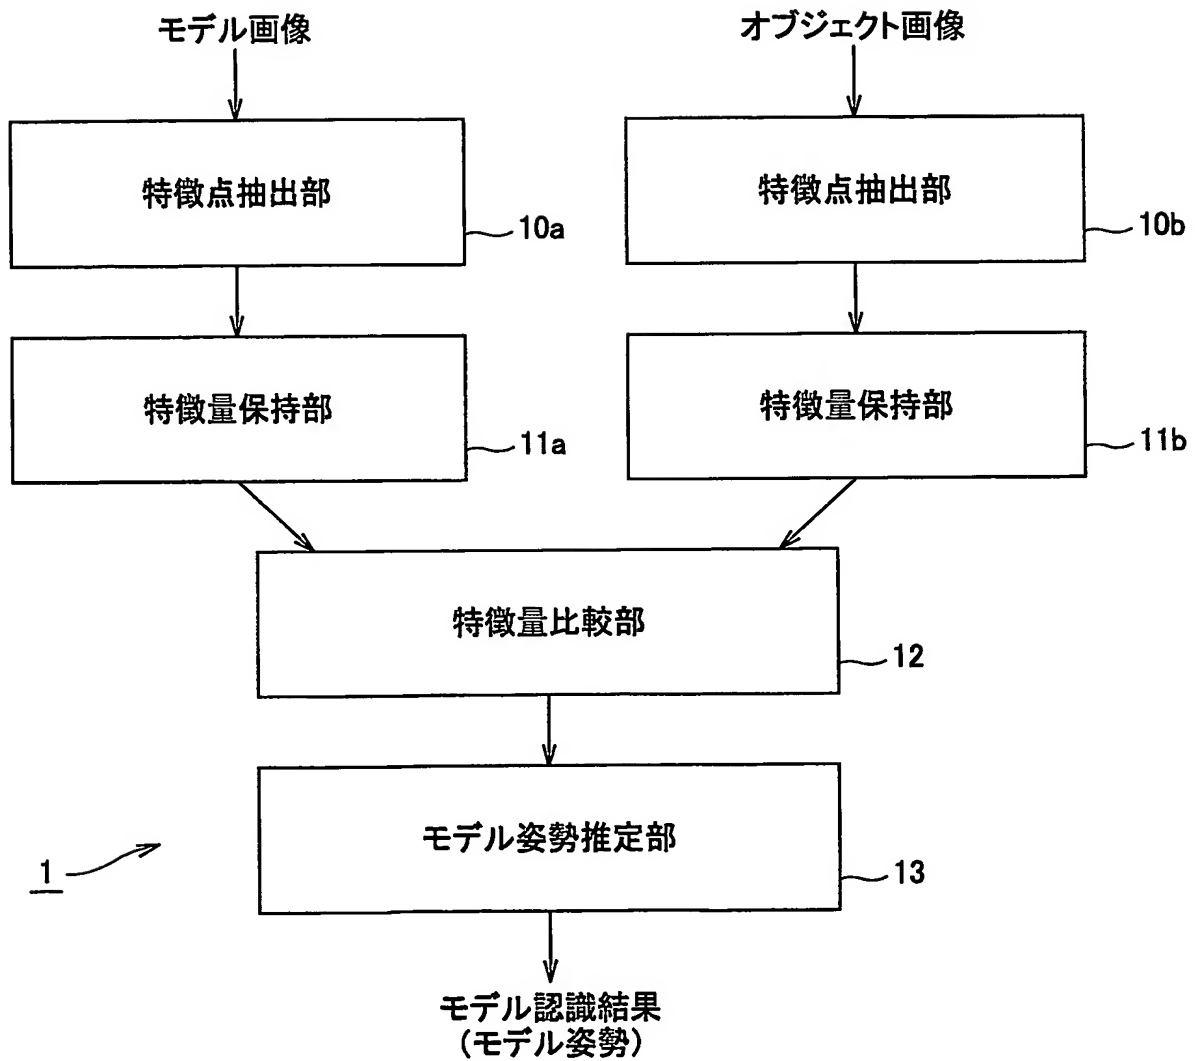 モデル画像
オブジェクト画像
特徴点抽出部
10a
特徴点抽出部
10b
特徴量保持部
11a
特徴量保持部
11b
特徴量比較部
12
モデル姿勢推定部
13
1
モデル認識結果
(モデル姿勢)